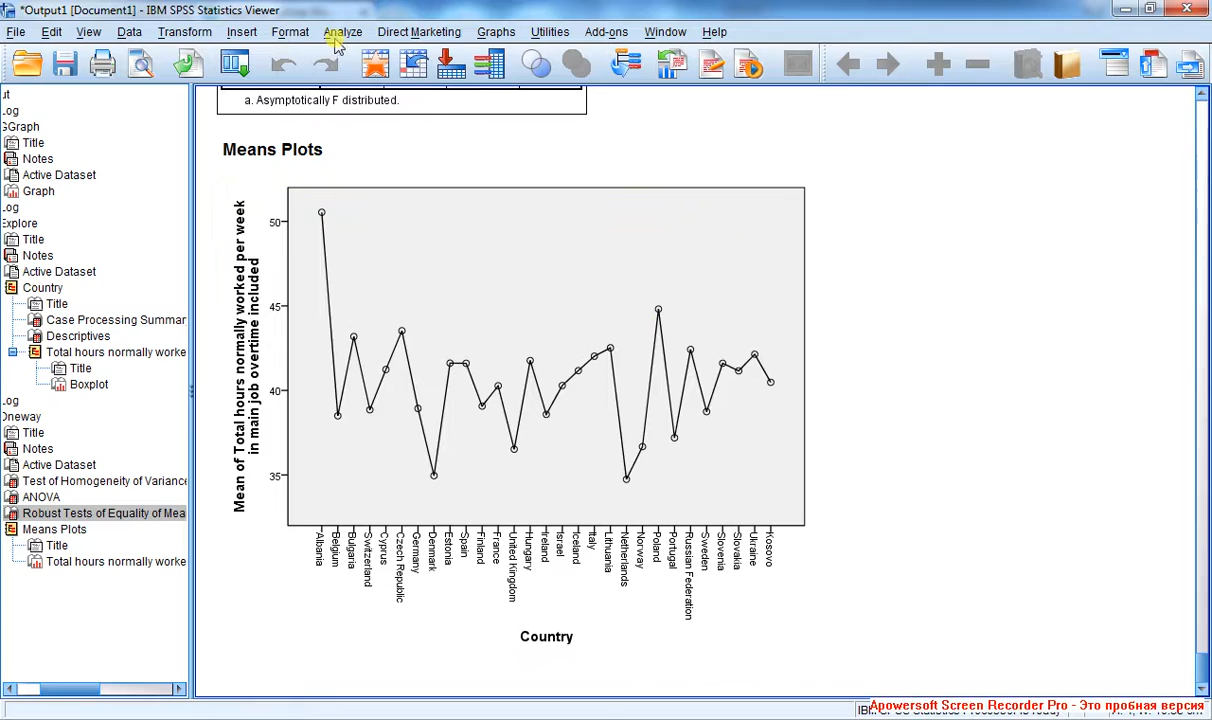 *Output1 [Document1] - IBM SPSS Statistics Viewer
File Edit View Data Transform Insert Format Analyze Direct Marketing Graphs Utilities Add-ons Window Help
Log
GGraph
Title
Notes
Active Dataset
Graph
Log
Explore
Title
Notes
Active Dataset
Country
Title
Case Processing Summar
Descriptives
Total hours normally worke
Title
Boxplot
Log
Oneway
Title
Notes
Active Dataset
Test of Homogeneity of Variance
ANOVA
Robust Tests of Equality of Mea
Means Plots
Title
Total hours normally worke
a. Asymptotically F distributed.
Means Plots
Mean of Total hours normally worked per week
in main job overtime included
50
45
40
35
Albania
Belgium
Bulgaria
Switzerland
Cyprus
Czech Republic
Germany
Denmark
Estonia
Spain
Finland
France
United Kingdom
Hungary
Ireland
Israel
Iceland
Italy
Lithuania
Netherlands
Norway
Poland
Portugal
Russian Federation
Sweden
Slovenia
Slovakia
Ukraine
Kosovo
Country
Apowersoft Screen Recorder Pro - Это пробная версия